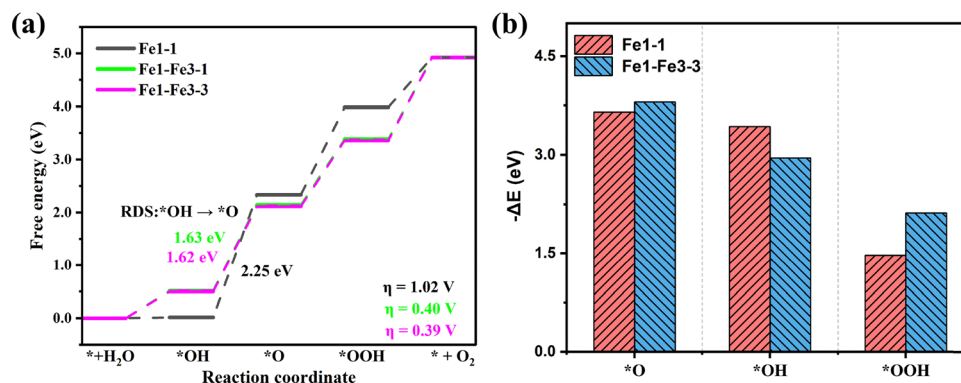 (a)
Fe1-1
Fe1-Fe3-1
Fe1-Fe3-3
5.0
4.0
3.0
2.0
1.0
0.0
Free energy (eV)
RDS:*OH → *O
1.63 eV
1.62 eV
2.25 eV
η = 1.02 V
η = 0.40 V
η = 0.39 V
*+H₂O *OH *O *OOH * + O₂
Reaction coordinate
(b)
Fe1-1
Fe1-Fe3-3
4.5
3.0
1.5
0.0
-ΔE (eV)
*O *OH *OOH